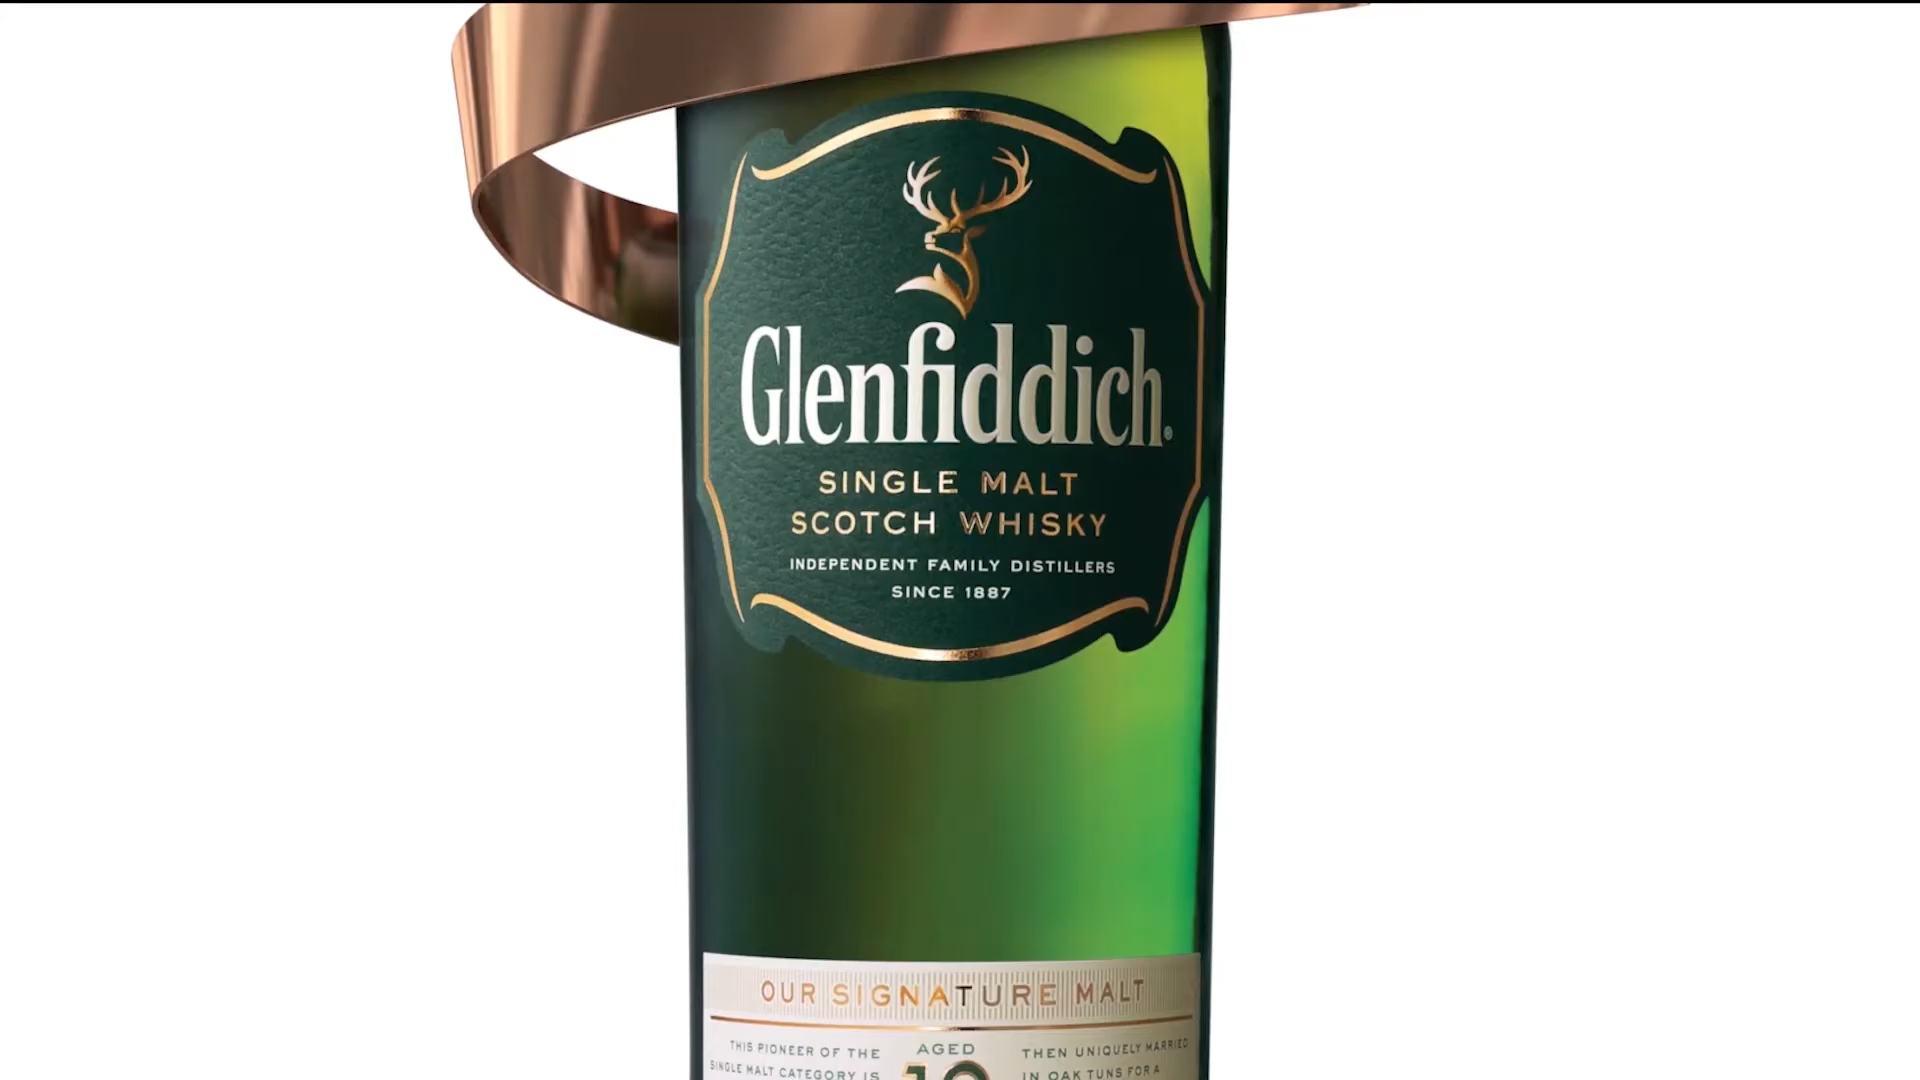 Glenfiddich®
SINGLE MALT
SCOTCH WHISKY
INDEPENDENT FAMILY DISTILLERS
SINCE 1887
OUR SIGNATURE MALT
THIS PIONEER OF THE
SINGLE MALT CATEGORY IS
AGED
THEN UNIQUELY MARRIED
IN OAK TUNS FOR A